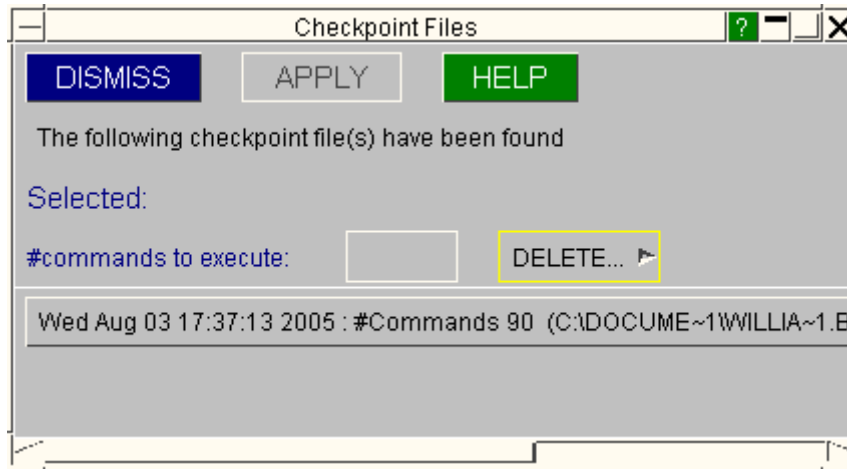 Checkpoint Files ?
DISMISS APPLY HELP
The following checkpoint file(s) have been found
Selected:
#commands to execute: DELETE...
Wed Aug 03 17:37:13 2005 : #Commands 90 (C:\DOCUME~1\WILLIA~1.B